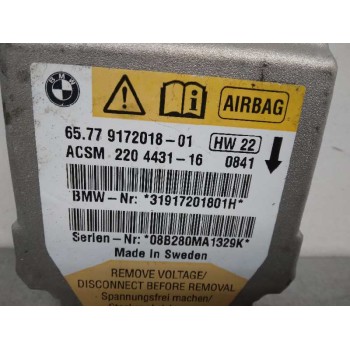 BMW
AIRBAG
65.77 9172018-01 HW 22
ACSM 220 4431-16 0841
BMW-Nr: *31917201801H*
Serien-Nr: *08B280MA1329K*
Made In Sweden
REMOVE VOLTAGE/
DISCONNECT BEFORE REMOVAL
Spannungsfrei machen/